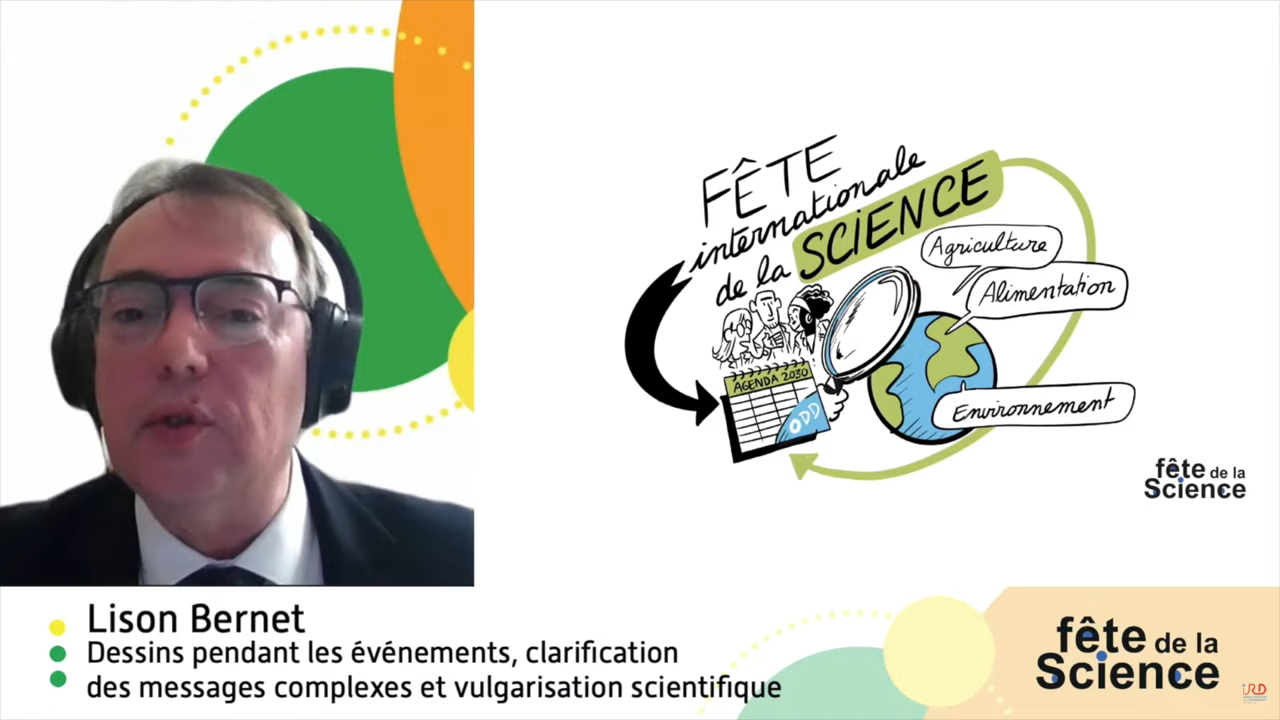 FÊTE
internationale
de la SCiENCE
Agriculture
Alimentation
AGENDA 2030
ODD
Environnement
fête de la
Science
Lison Bernet
Dessins pendant les événements, clarification
des messages complexes et vulgarisation scientifique
fête de la
Science
IRD